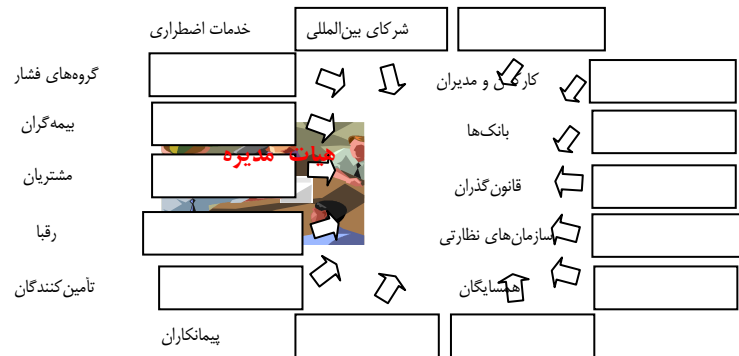 خدمات اضطراری
شرکای بین‌المللی
گروه‌های فشار
کارکنان و مدیران
بیمه‌گران
بانک‌ها
هیات مدیره
مشتریان
قانون‌گذران
رقبا
سازمان‌های نظارتی
تأمین‌کنندگان
همسایگان
پیمانکاران